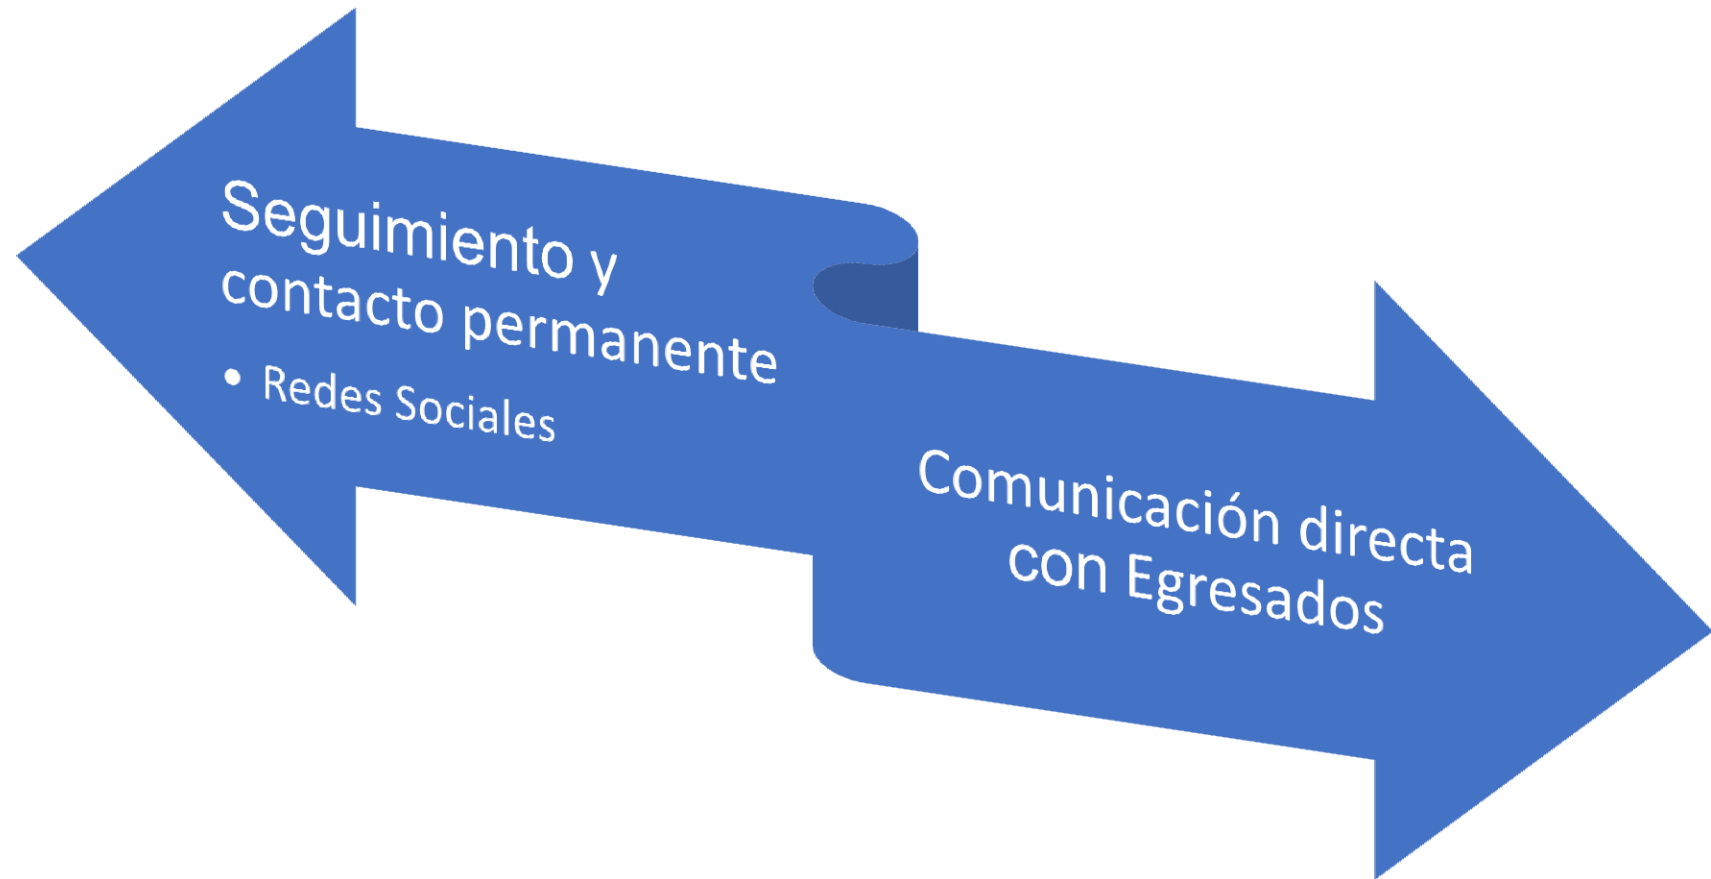 Seguimiento y
contacto permanente
• Redes Sociales
Comunicación directa
con Egresados